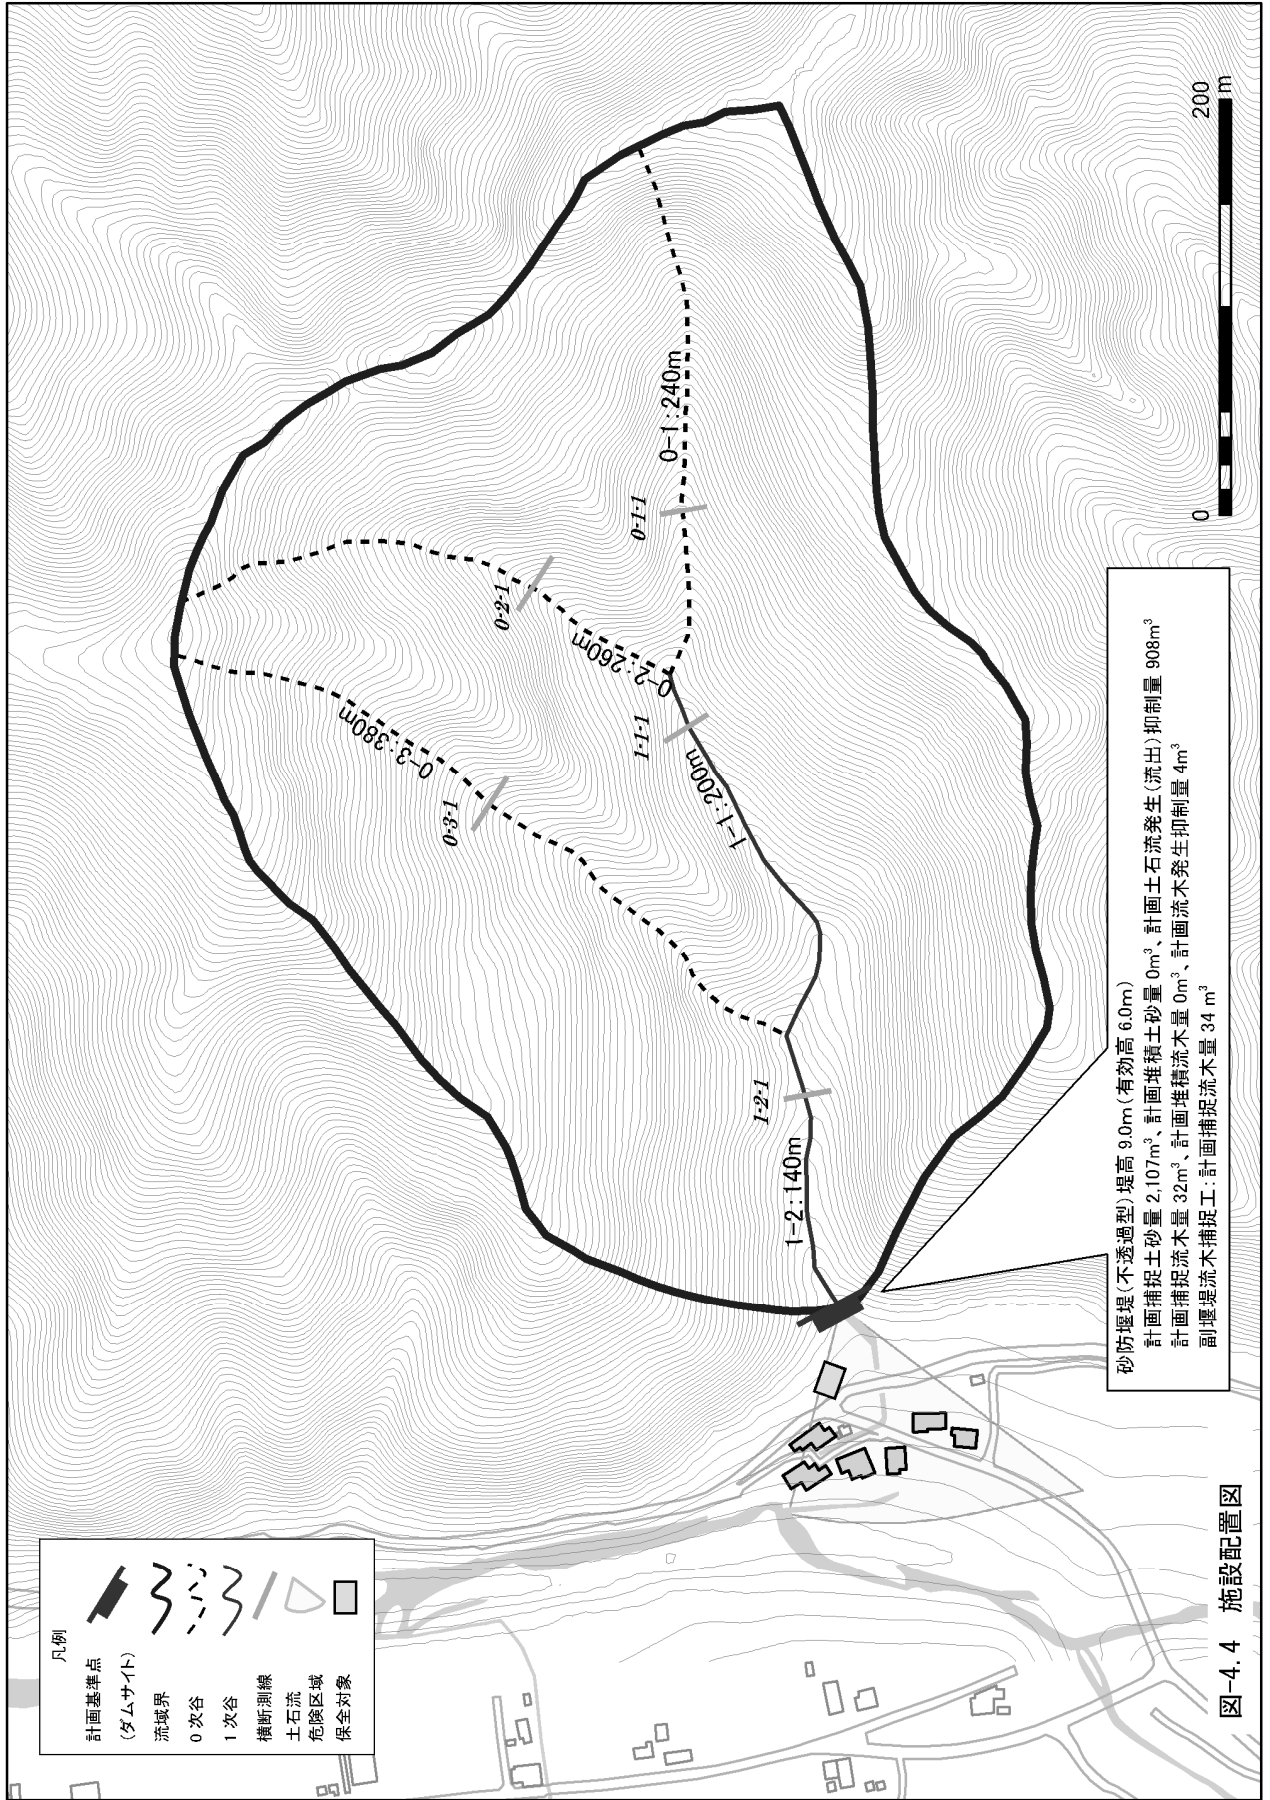 凡例
計画基準点
(ダムサイト)
流域界
0次谷
1次谷
横断測線
土石流
危険区域
保全対象
0-3:380m
0-3-1
0-2-1
0-2:260m
0-1-1
0-1:240m
1-1-1
1-1:200m
1-2-1
1-2:140m
砂防堰堤(不透過型)堤高 9.0m(有効高 6.0m)
計画捕捉土砂量 2,107m³、計画堆積土砂量 0m³、計画土石流発生(流出)抑制量 908m³
計画捕捉流木量 32m³、計画堆積流木量 0m³、計画流木発生抑制量 4m³
副堰堤流木捕捉工:計画捕捉流木量 34 m³
0
200
m
図-4.4 施設配置図